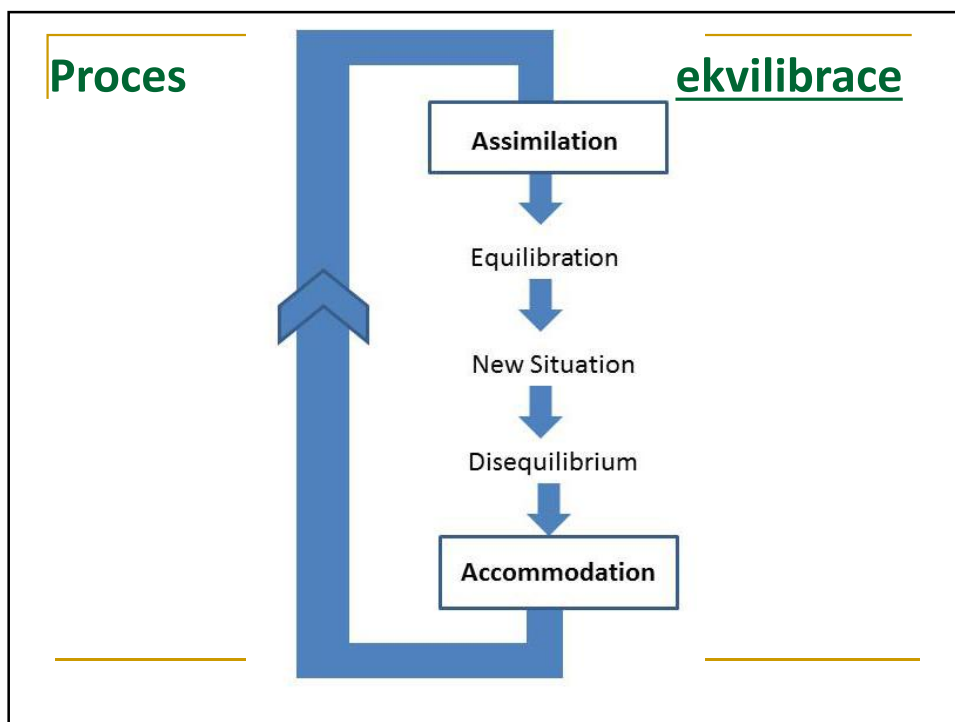 Proces ekvilibrace
Assimilation
Equilibration
New Situation
Disequilibrium
Accommodation